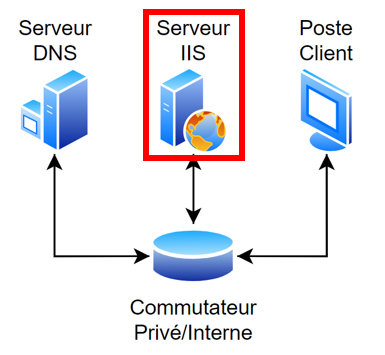 Serveur
DNS
Serveur
IIS
Poste
Client
Commutateur
Privé/Interne